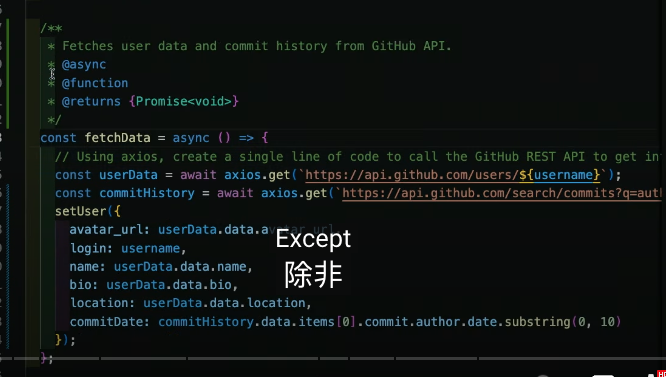 /**
* Fetches user data and commit history from GitHub API.
* @async
* @function
* @returns {Promise<void>}
*/
const fetchData = async () => {
// Using axios, create a single line of code to call the GitHub REST API to get in
const userData = await axios.get(`https://api.github.com/users/${username}`);
const commitHistory = await axios.get(`https://api.github.com/search/commits?q=aut
setUser({
avatar_url: userData.data.avatar_url,
login: username,
name: userData.data.name,
bio: userData.data.bio,
location: userData.data.location,
commitDate: commitHistory.data.items[0].commit.author.date.substring(0, 10)
});
};
Except
除非